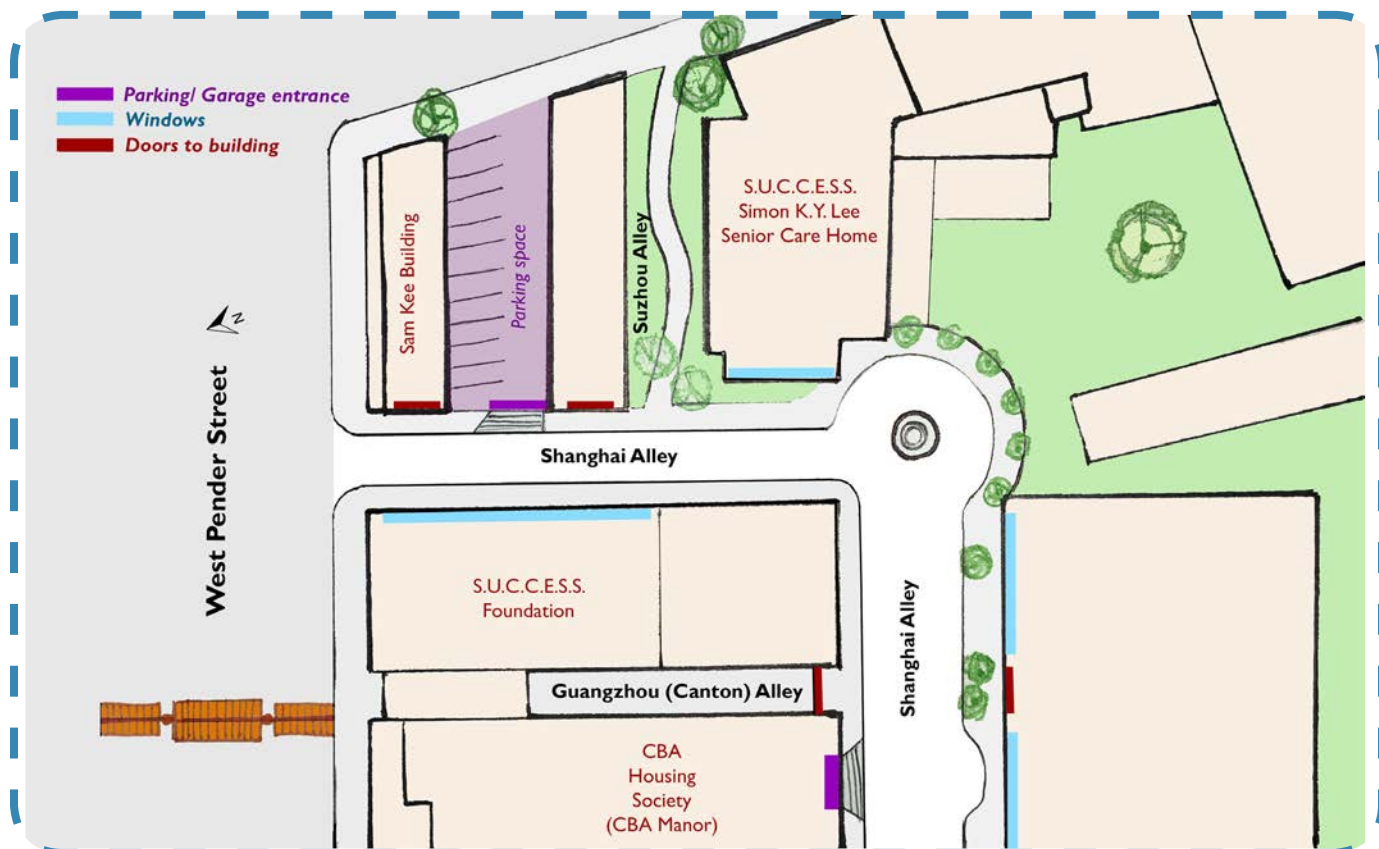 Parking/ Garage entrance
Windows
Doors to building
S.U.C.C.E.S.S.
Simon K.Y. Lee
Senior Care Home
Sam Kee Building
Parking space
Suzhou Alley
N
West Pender Street
Shanghai Alley
S.U.C.C.E.S.S.
Foundation
Shanghai Alley
Guangzhou (Canton) Alley
CBA
Housing
Society
(CBA Manor)